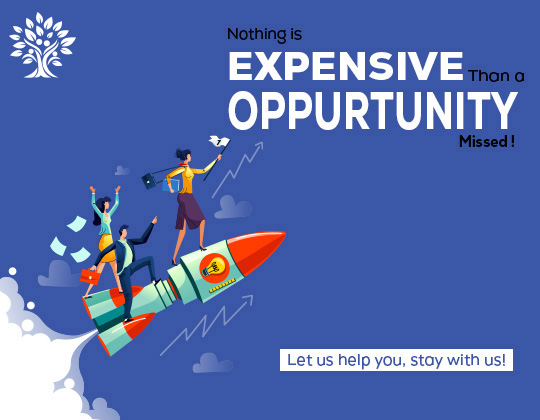 Nothing is
EXPENSIVE Than a
OPPURTUNITY
Missed !
Let us help you, stay with us!